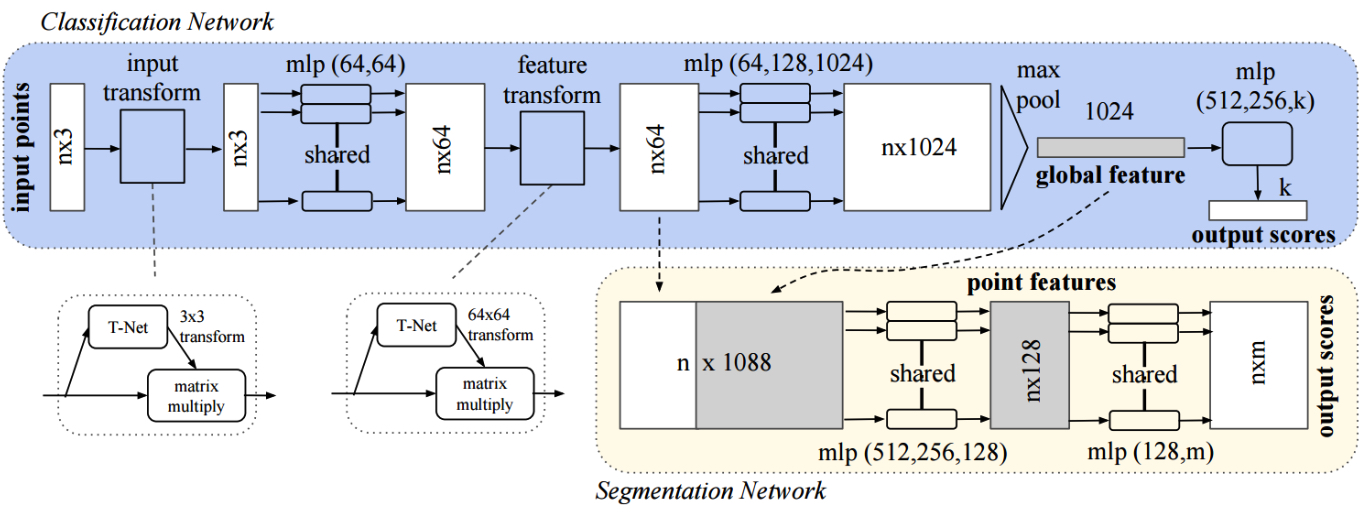 Classification Network
input points
nx3
input
transform
nx3
mlp (64,64)
shared
nx64
feature
transform
nx64
mlp (64,128,1024)
shared
nx1024
max
pool
1024
global feature
mlp
(512,256,k)
k
output scores
T-Net
3x3
transform
matrix
multiply
T-Net
64x64
transform
matrix
multiply
point features
n x 1088
shared
mlp (512,256,128)
nx128
shared
mlp (128,m)
nxm
output scores
Segmentation Network